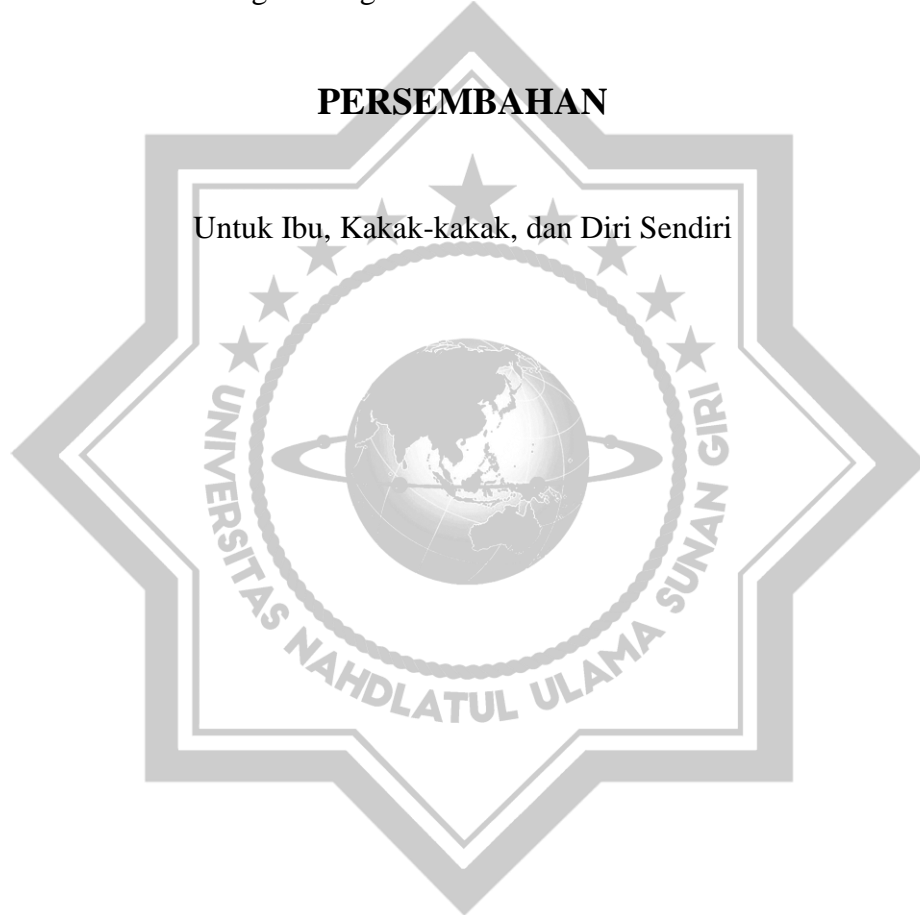 PERSEMBAHAN
Untuk Ibu, Kakak-kakak, dan Diri Sendiri
UNIVERSITAS NAHDLATUL ULAMA SUNAN GIRI